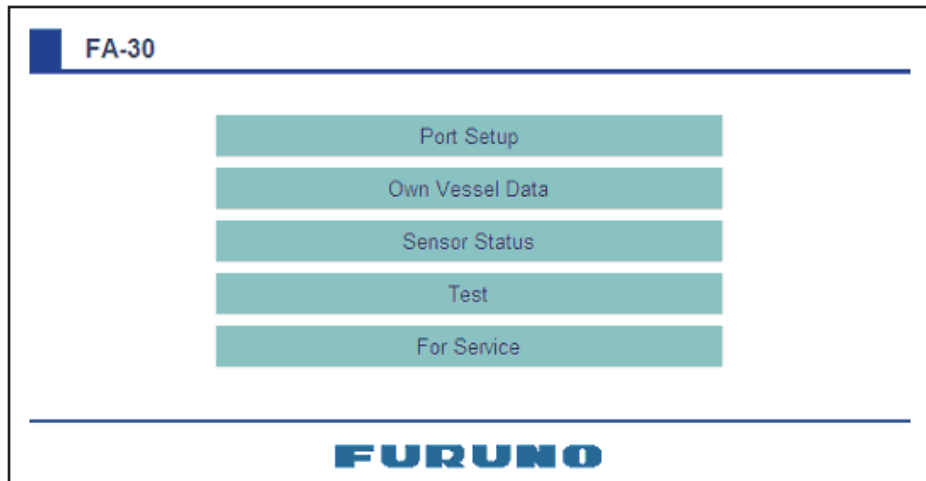 FA-30
Port Setup
Own Vessel Data
Sensor Status
Test
For Service
FURUNO